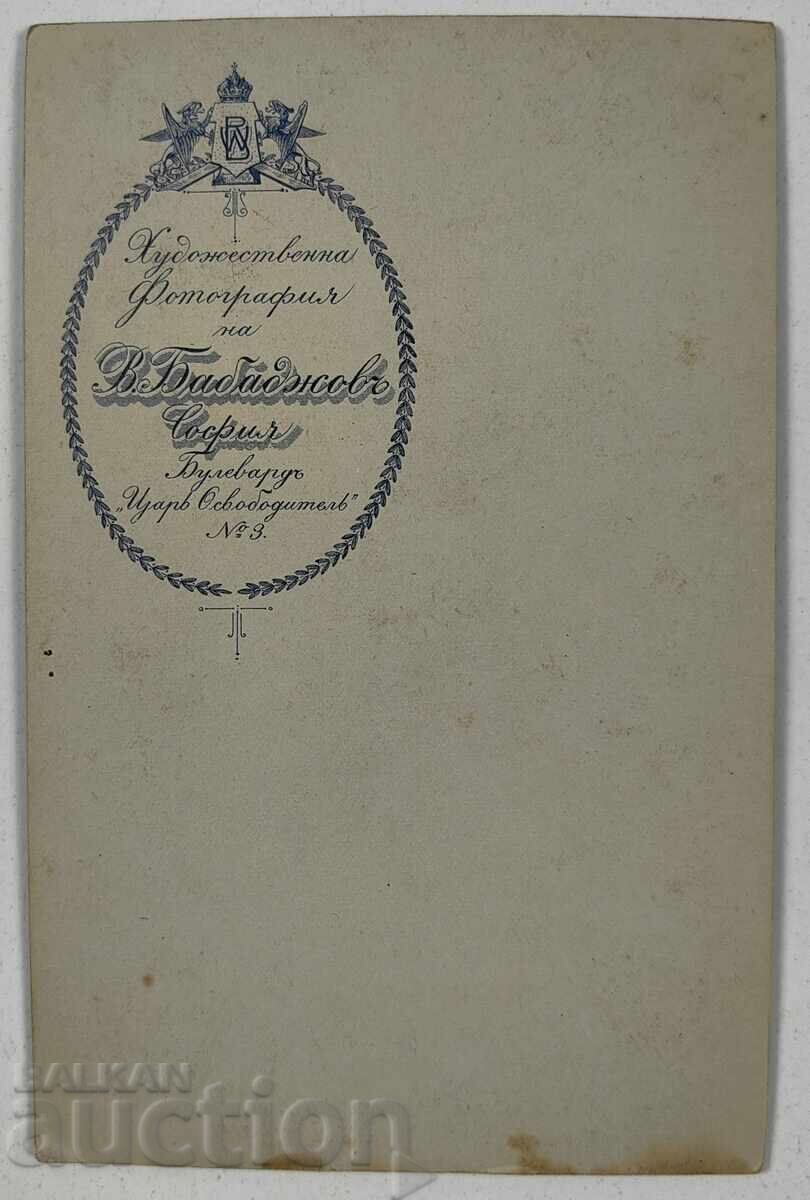 Художественна
Фотография
на
В. Бабаджовъ
София
Булевардъ
„Царь Освободитель"
№ 3.
BALKAN
auction